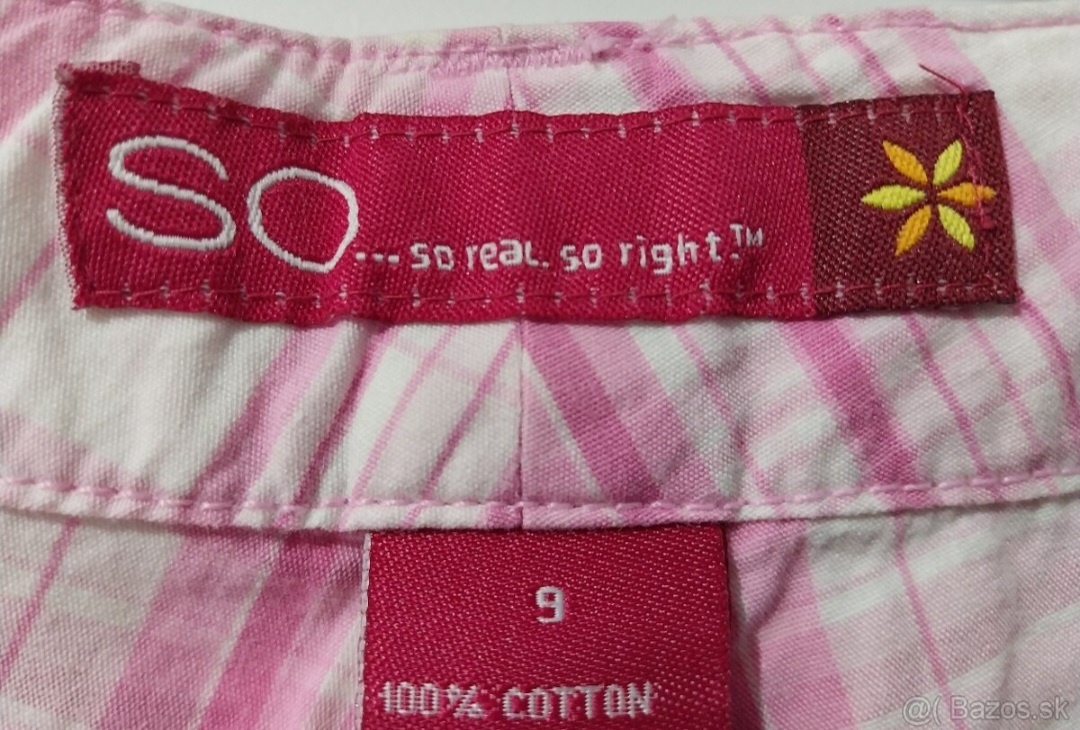 SO... so real. so right.™
9
100% COTTON
@( Bazos.sk